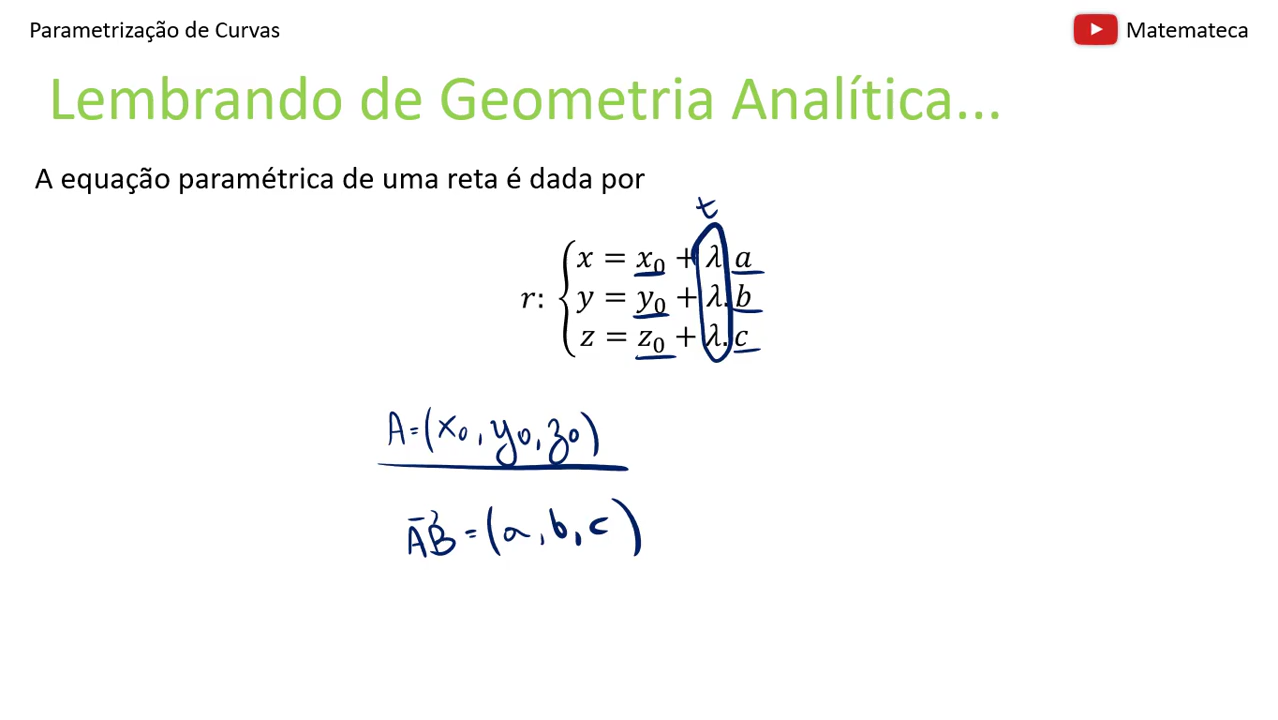 Parametrização de Curvas
Matemateca
Lembrando de Geometria Analítica...
A equação paramétrica de uma reta é dada por
t
x = x₀ + λ. a
r: { y = y₀ + λ. b
z = z₀ + λ. c
A=(x₀, y₀, z₀)
AB⃗ = (a, b, c)